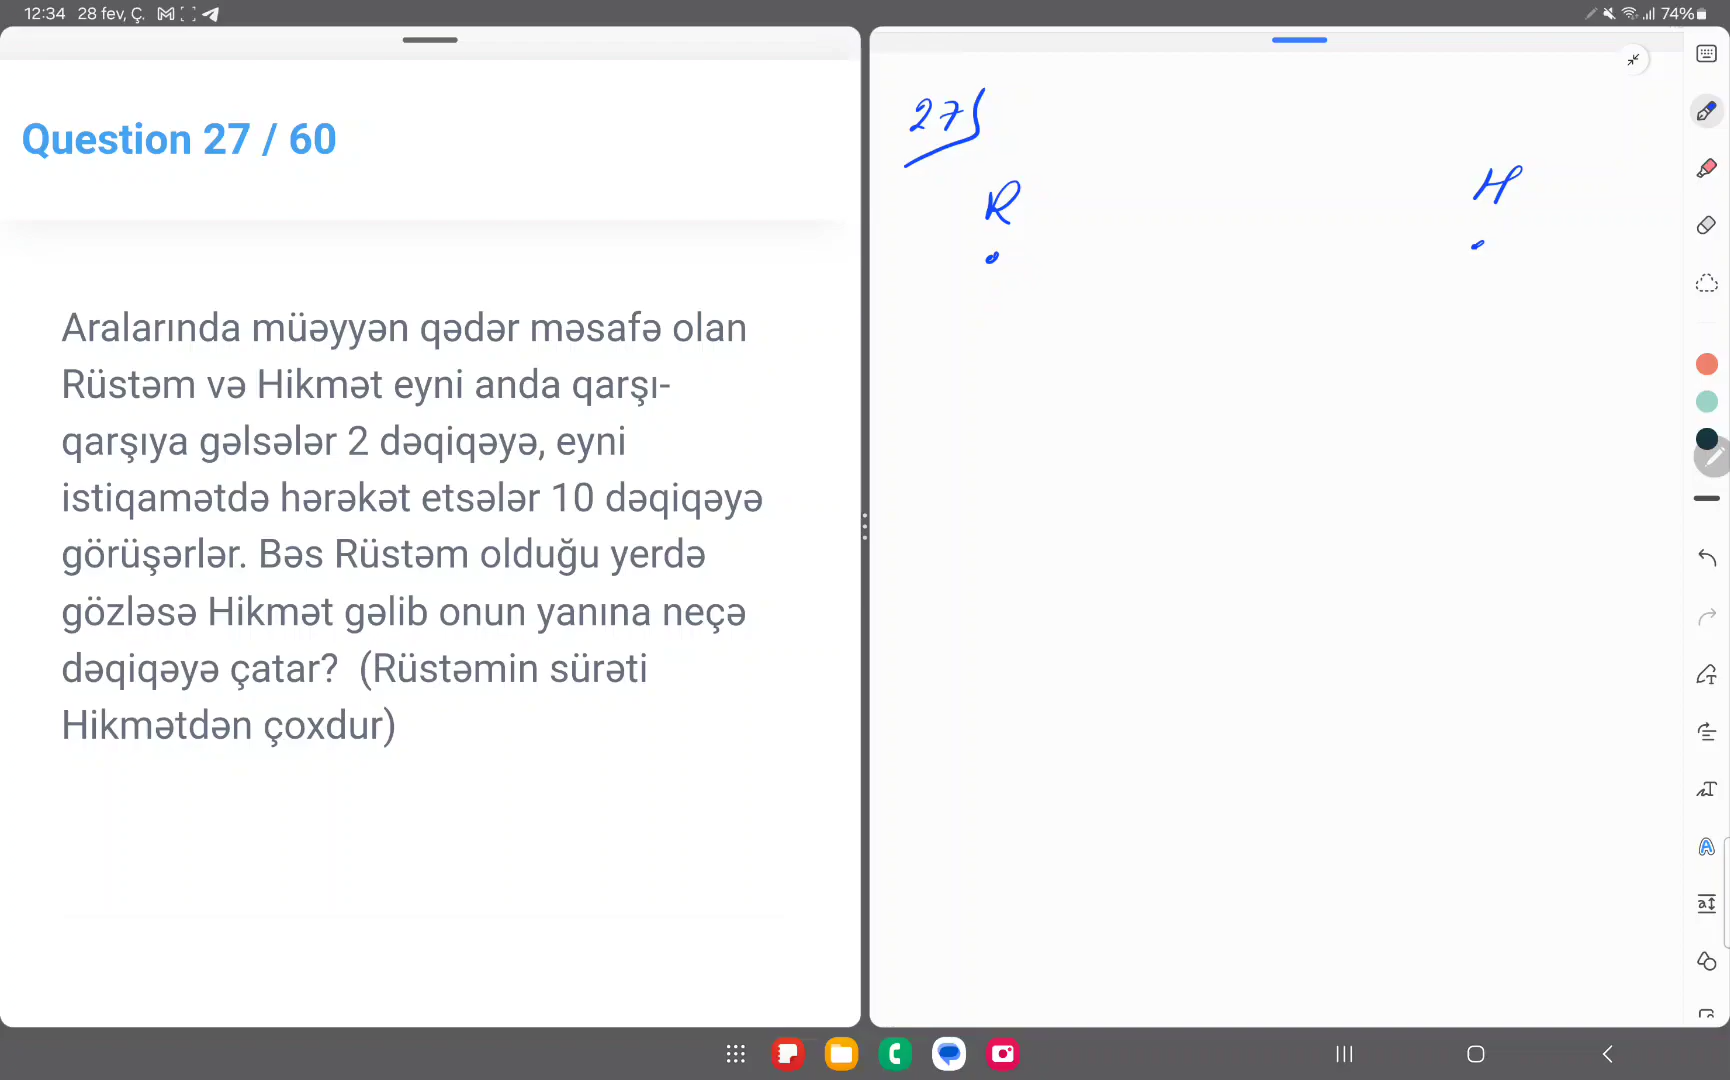 12:34 28 fev, Ç.
74%
Question 27 / 60
Aralarında müəyyən qədər məsafə olan
Rüstəm və Hikmət eyni anda qarşı-
qarşıya gəlsələr 2 dəqiqəyə, eyni
istiqamətdə hərəkət etsələr 10 dəqiqəyə
görüşərlər. Bəs Rüstəm olduğu yerdə
gözləsə Hikmət gəlib onun yanına neçə
dəqiqəyə çatar? (Rüstəmin sürəti
Hikmətdən çoxdur)
27
R
H